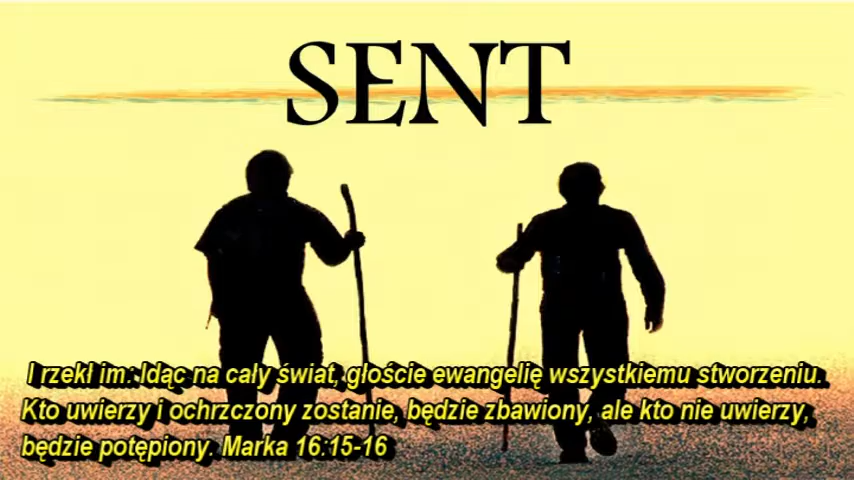 SENT
I rzekł im: Idąc na cały świat, głoście ewangelię wszystkiemu stworzeniu.
Kto uwierzy i ochrzczony zostanie, będzie zbawiony, ale kto nie uwierzy,
będzie potępiony. Marka 16:15-16